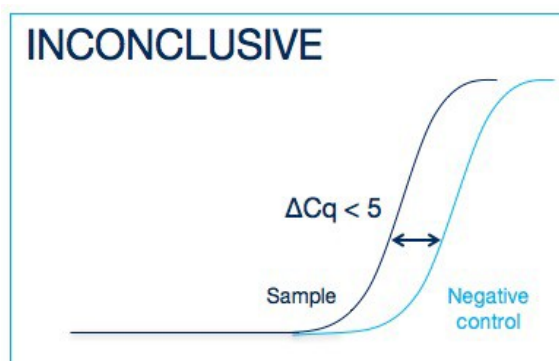 INCONCLUSIVE
ΔCq < 5
Sample
Negative
control